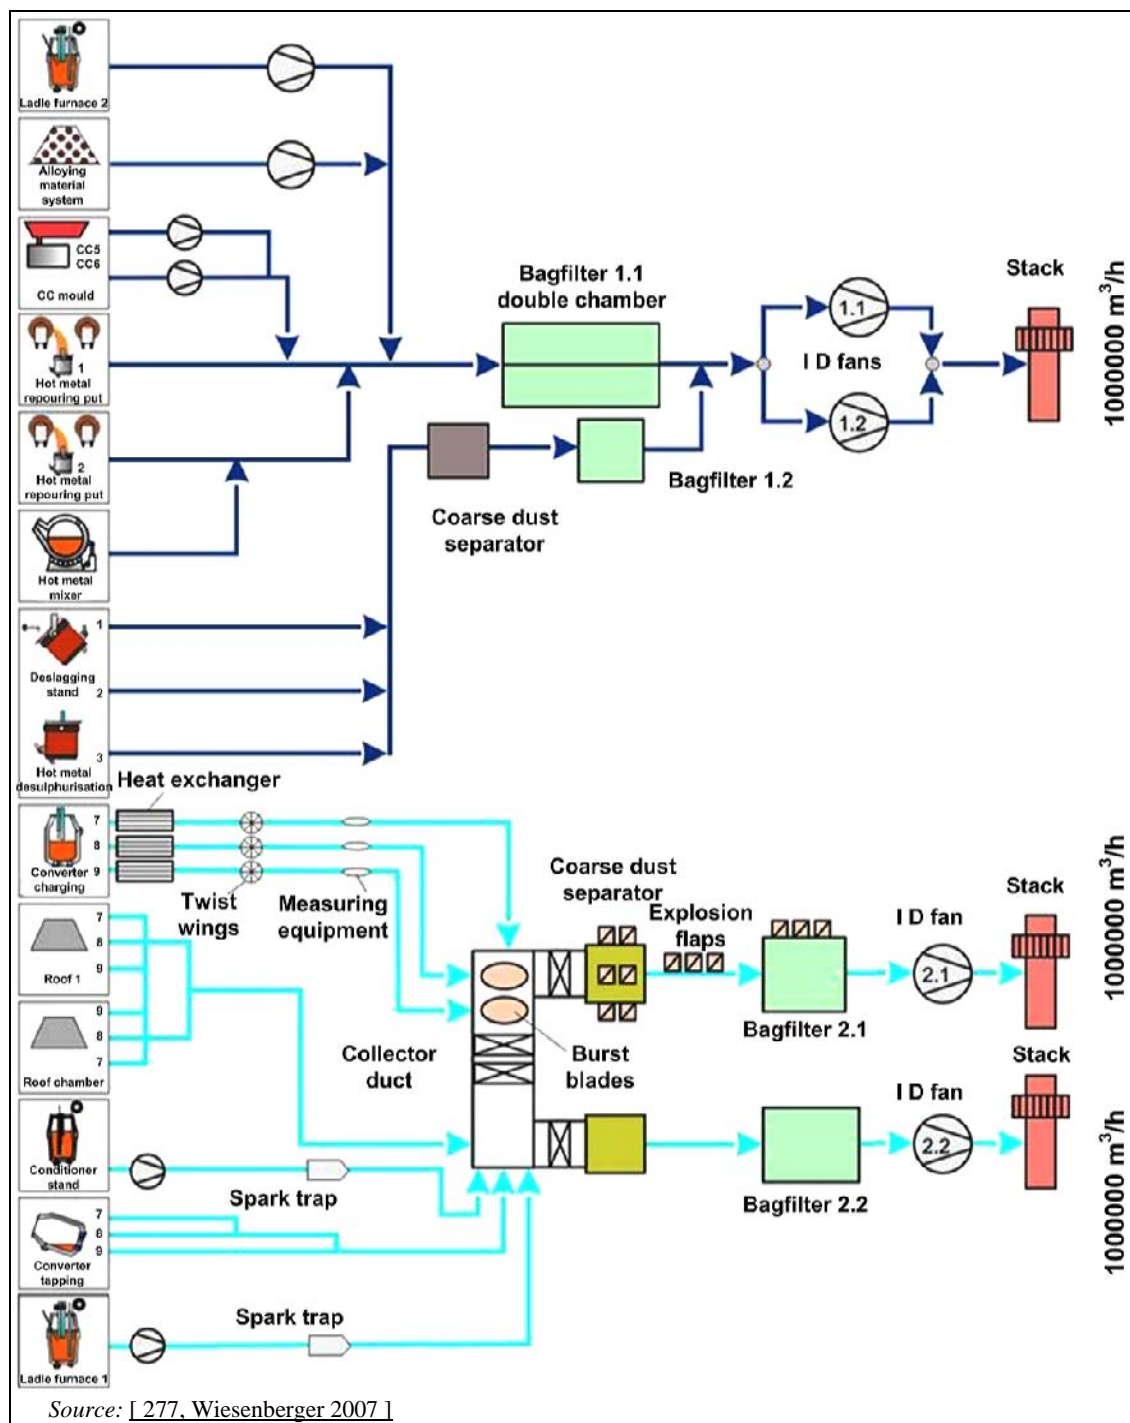 Ladle furnace 2
Alloying
material
system
CC5
CC6
CC mould
1
Hot metal
repouring put
2
Hot metal
repouring put
Hot metal
mixer
1
Deslagging
stand 2
3
Hot metal
desulphurisation
Bagfilter 1.1
double chamber
Coarse dust
separator
Bagfilter 1.2
1.1
I D fans
1.2
Stack
1000000 m³/h
Heat exchanger
7
8
Converter 9
charging
Twist
wings
Measuring
equipment
7
8
Roof 1 9
9
8
7
Roof chamber
Conditioner
stand
Spark trap
7
8
9
Converter
tapping
Spark trap
Ladle furnace 1
Collector
duct
Burst
blades
Coarse dust
separator
Explosion
flaps
Bagfilter 2.1
I D fan
2.1
Stack
1000000 m³/h
Bagfilter 2.2
I D fan
2.2
Stack
1000000 m³/h
Source: [ 277, Wiesenberger 2007 ]